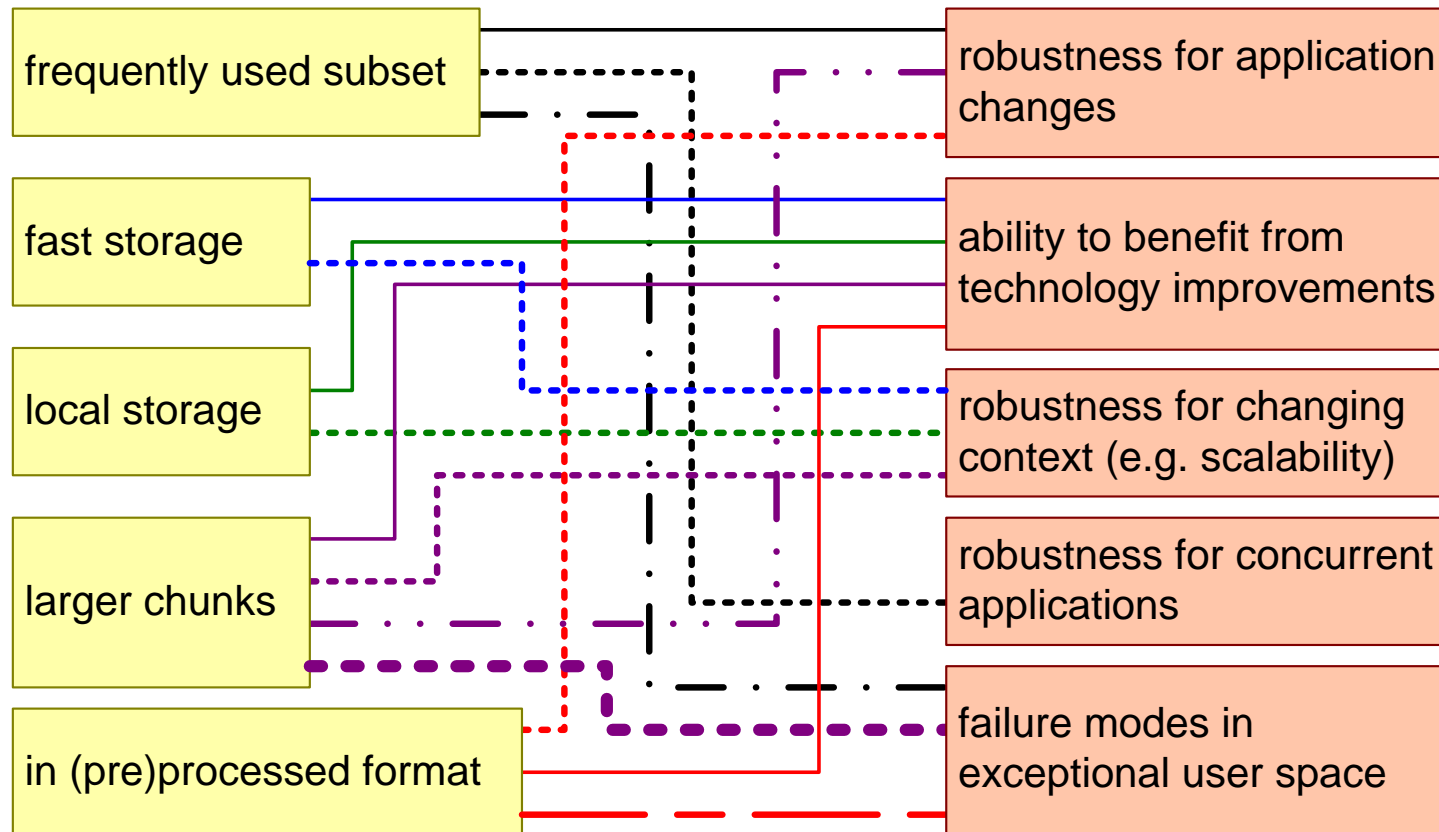 frequently used subset
fast storage
local storage
larger chunks
in (pre)processed format
robustness for application
changes
ability to benefit from
technology improvements
robustness for changing
context (e.g. scalability)
robustness for concurrent
applications
failure modes in
exceptional user space